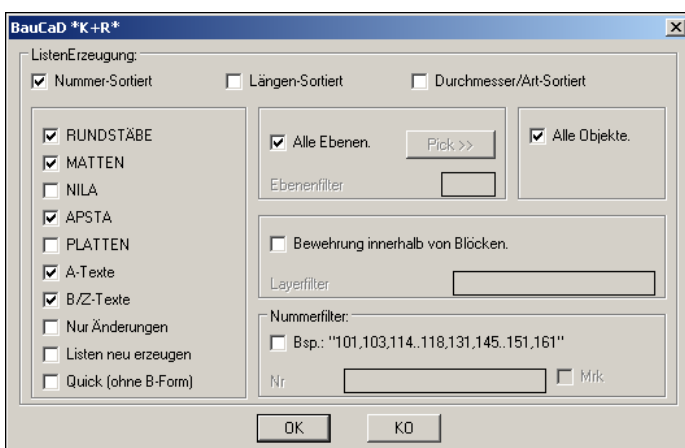 BauCaD *K+R*
ListenErzeugung:
Nummer-Sortiert
Längen-Sortiert
Durchmesser/Art-Sortiert
RUNDSTÄBE
MATTEN
NILA
APSTA
PLATTEN
A-Texte
B/Z-Texte
Nur Änderungen
Listen neu erzeugen
Quick (ohne B-Form)
Alle Ebenen.
Pick >>
Ebenenfilter
Alle Objekte.
Bewehrung innerhalb von Blöcken.
Layerfilter
Nummerfilter:
Bsp.: "101,103,114..118,131,145..151,161"
Nr
Mrk.
OK
KO